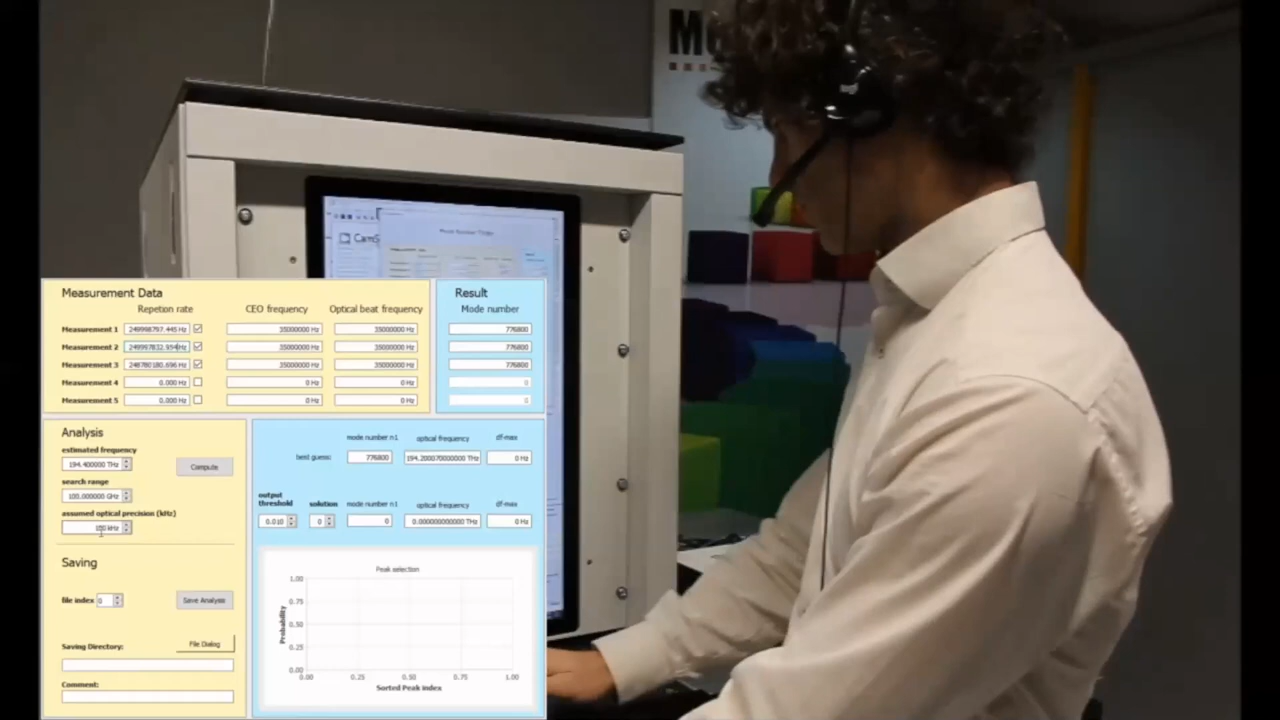 M
CamS
Measurement Data
Repetion rate CEO frequency Optical beat frequency
Measurement 1 249998797.445 Hz 35000000 Hz 35000000 Hz
Measurement 2 249997832.954 Hz 35000000 Hz 35000000 Hz
Measurement 3 248780180.696 Hz 35000000 Hz 35000000 Hz
Measurement 4 0.000 Hz 0 Hz 0 Hz
Measurement 5 0.000 Hz 0 Hz 0 Hz
Result
Mode number
776800
776800
776800
0
0
Analysis
estimated frequency
194.400000 THz
Compute
search range
100.000000 GHz
assumed optical precision (kHz)
Saving
file index 0
Save Analysis
Saving Directory:
File Dialog
Comment:
mode number n1 optical frequency df-max
best guess: 776800 194.200070000000 THz 0 Hz
output threshold solution mode number n1 optical frequency df-max
0.010 0 0 0.000000000000 THz 0 Hz
Peak selection
Probability
1.00
0.75
0.50
0.25
0.00
0.00 0.25 0.50 0.75 1.00
Sorted Peak Index